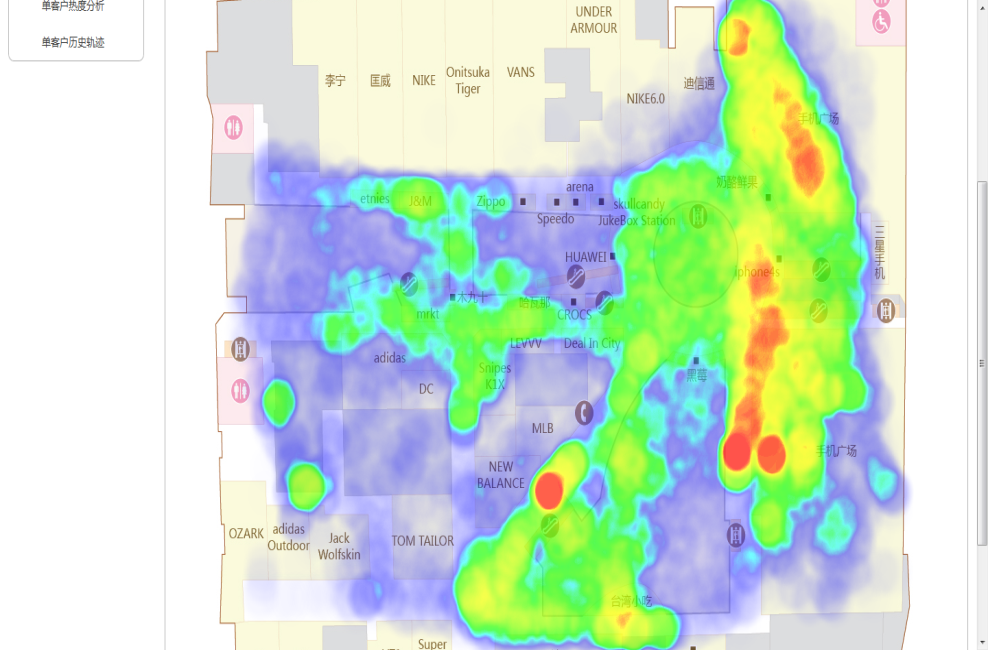 单客户热度分析
单客户历史轨迹
UNDER
ARMOUR
李宁
匡威
NIKE
Onitsuka
Tiger
VANS
迪信通
NIKE6.0
手机广场
奶酪鲜果
etnies
J&M
Zippo
arena
Speedo
skullcandy
JukeBox Station
三星手机
HUAWEI
iphone4s
木九十
哈瓦那
CROCS
mrkt
LEVVV
Deal In City
adidas
Snipes
K1X
黑莓
DC
MLB
手机广场
NEW
BALANCE
OZARK
adidas
Outdoor
Jack
Wolfskin
TOM TAILOR
台湾小吃
Super